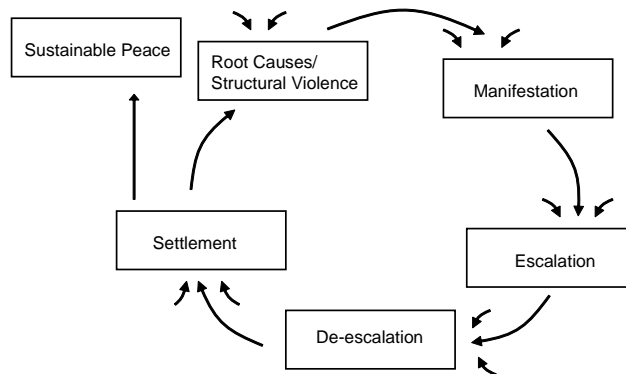 Sustainable Peace
Root Causes/
Structural Violence
Manifestation
Settlement
Escalation
De-escalation